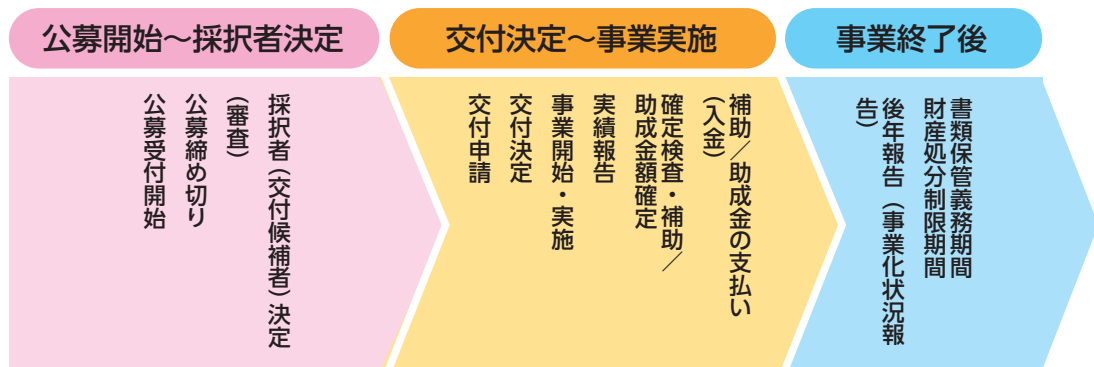 公募開始～採択者決定
公募受付開始
公募締め切り
(審査)
採択者(交付候補者)決定
交付決定～事業実施
交付申請
交付決定
事業開始・実施
実績報告
確定検査・補助／
助成金額確定
補助／助成金の支払い
(入金)
事業終了後
後年報告（事業化状況報
告）
書類保管義務期間
財産処分制限期間